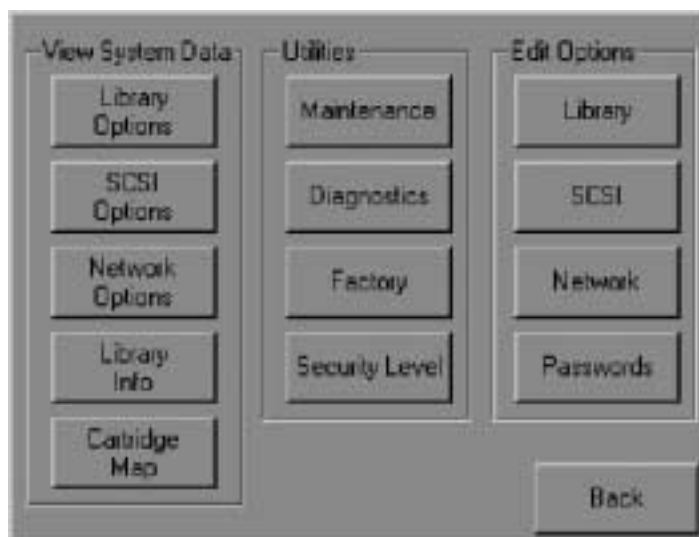 View System Data
Library
Options
SCSI
Options
Network
Options
Library
Info
Cartridge
Map
Utilities
Maintenance
Diagnostics
Factory
Security Level
Edit Options
Library
SCSI
Network
Passwords
Back